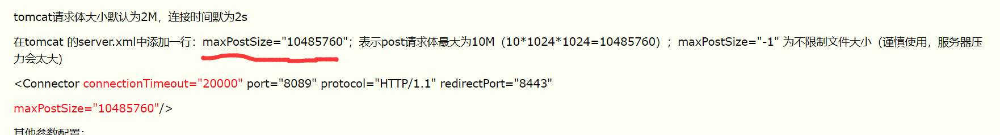 tomcat请求体大小默认为2M，连接时间默为2s
在tomcat 的server.xml中添加一行：maxPostSize="10485760"；表示post请求体最大为10M（10*1024*1024=10485760）；maxPostSize="-1" 为不限制文件大小（谨慎使用，服务器压
力会太大）
<Connector connectionTimeout="20000" port="8089" protocol="HTTP/1.1" redirectPort="8443"
maxPostSize="10485760"/>
其他参数配置：